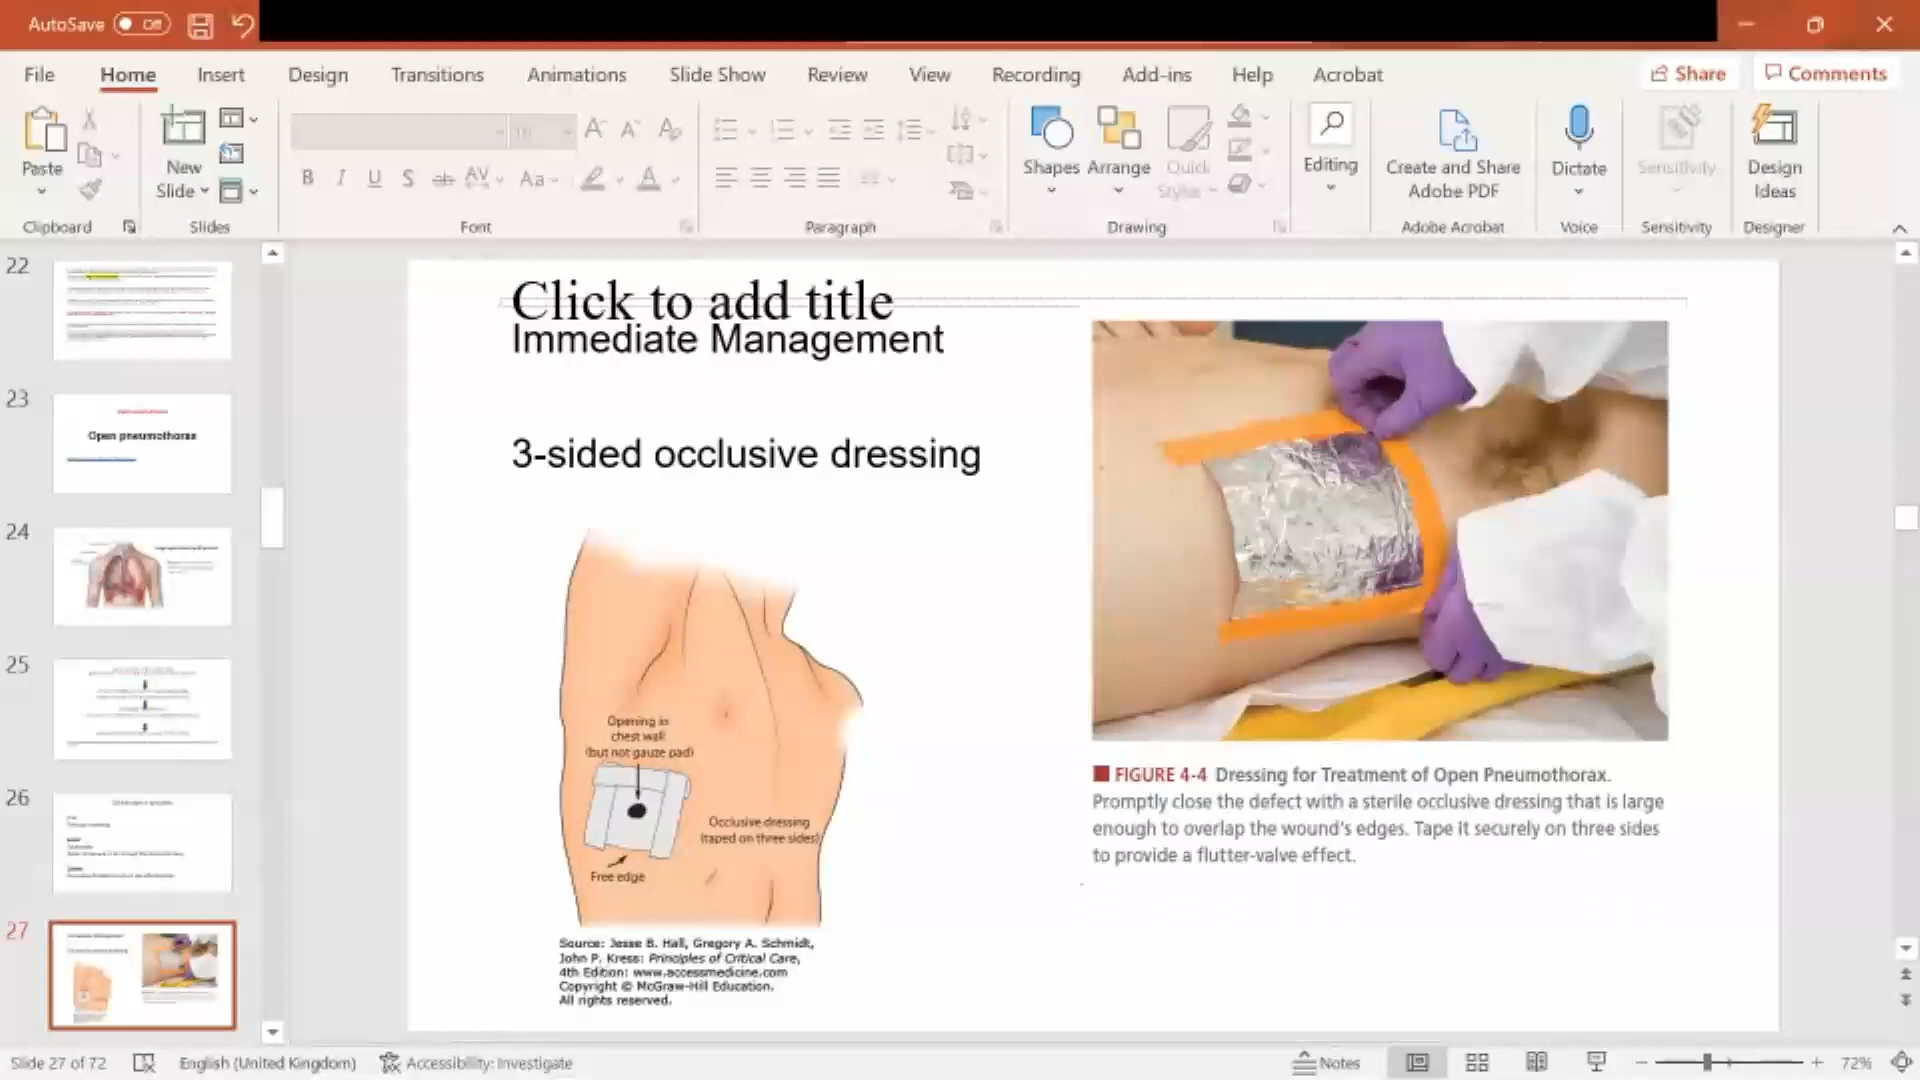 AutoSave Off
File Home Insert Design Transitions Animations Slide Show Review View Recording Add-ins Help Acrobat Share Comments
Paste
New
Slide
Shapes
Arrange
Quick
Styles
Editing
Create and Share
Adobe PDF
Dictate
Sensitivity
Design
Ideas
Clipboard Slides Font Paragraph Drawing Adobe Acrobat Voice Sensitivity Designer
22
23
Open pneumothorax
24
25
26
27
Click to add title
Immediate Management
3-sided occlusive dressing
Opening in
chest wall
(but not gauze pad)
Occlusive dressing
(taped on three sides)
Free edge
Source: Jesse B. Hall, Gregory A. Schmidt,
John P. Kress: Principles of Critical Care,
4th Edition: www.accessmedicine.com
Copyright © McGraw-Hill Education.
All rights reserved.
FIGURE 4-4 Dressing for Treatment of Open Pneumothorax.
Promptly close the defect with a sterile occlusive dressing that is large
enough to overlap the wound's edges. Tape it securely on three sides
to provide a flutter-valve effect.
Slide 27 of 72 English (United Kingdom) Accessibility: Investigate Notes 72%